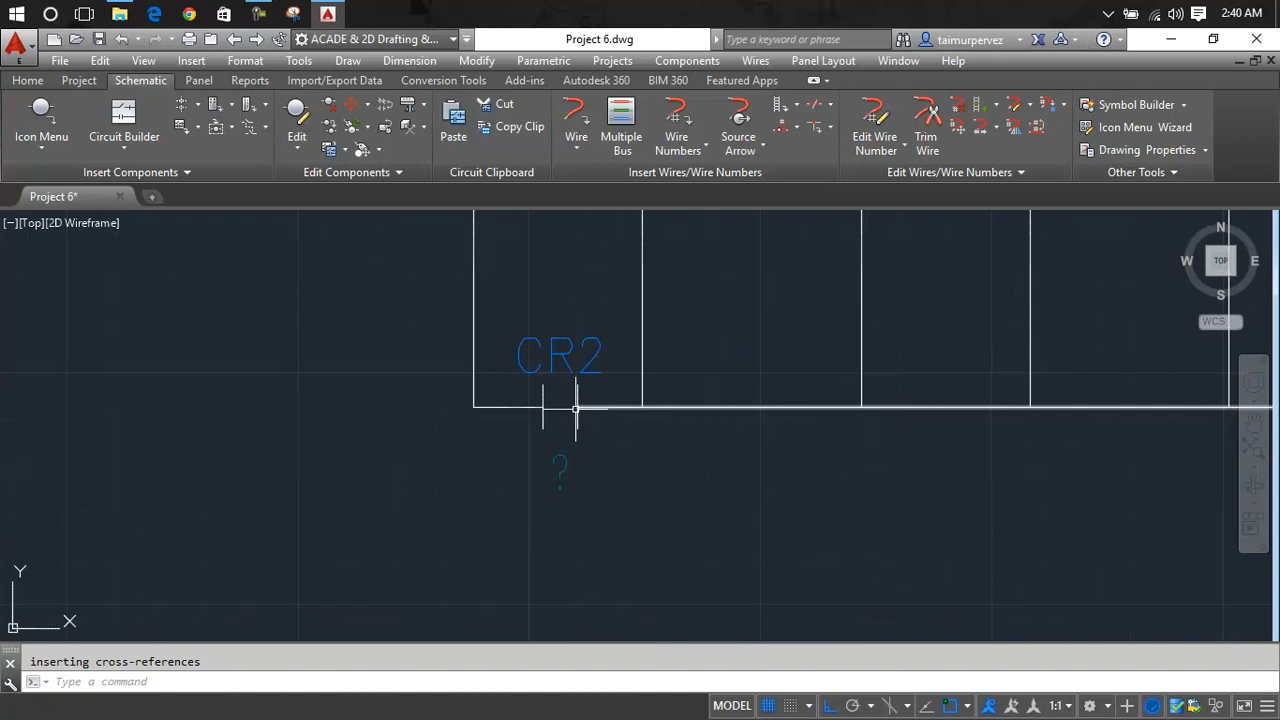 2:40 AM
ACADE & 2D Drafting &...
Project 6.dwg
Type a keyword or phrase
taimurpervez
E
File Edit View Insert Format Tools Draw Dimension Modify Parametric Projects Components Wires Panel Layout Window Help
Home Project Schematic Panel Reports Import/Export Data Conversion Tools Add-ins Autodesk 360 BIM 360 Featured Apps
Icon Menu
Circuit Builder
Edit
Paste
Cut
Copy Clip
Wire
Multiple Bus
Wire Numbers
Source Arrow
Edit Wire Number
Trim Wire
Symbol Builder
Icon Menu Wizard
Drawing Properties
Insert Components
Edit Components
Circuit Clipboard
Insert Wires/Wire Numbers
Edit Wires/Wire Numbers
Other Tools
Project 6*
[−][Top][2D Wireframe]
N
W TOP E
S
WCS
CR2
?
Y
X
inserting cross-references
Type a command
MODEL
1:1